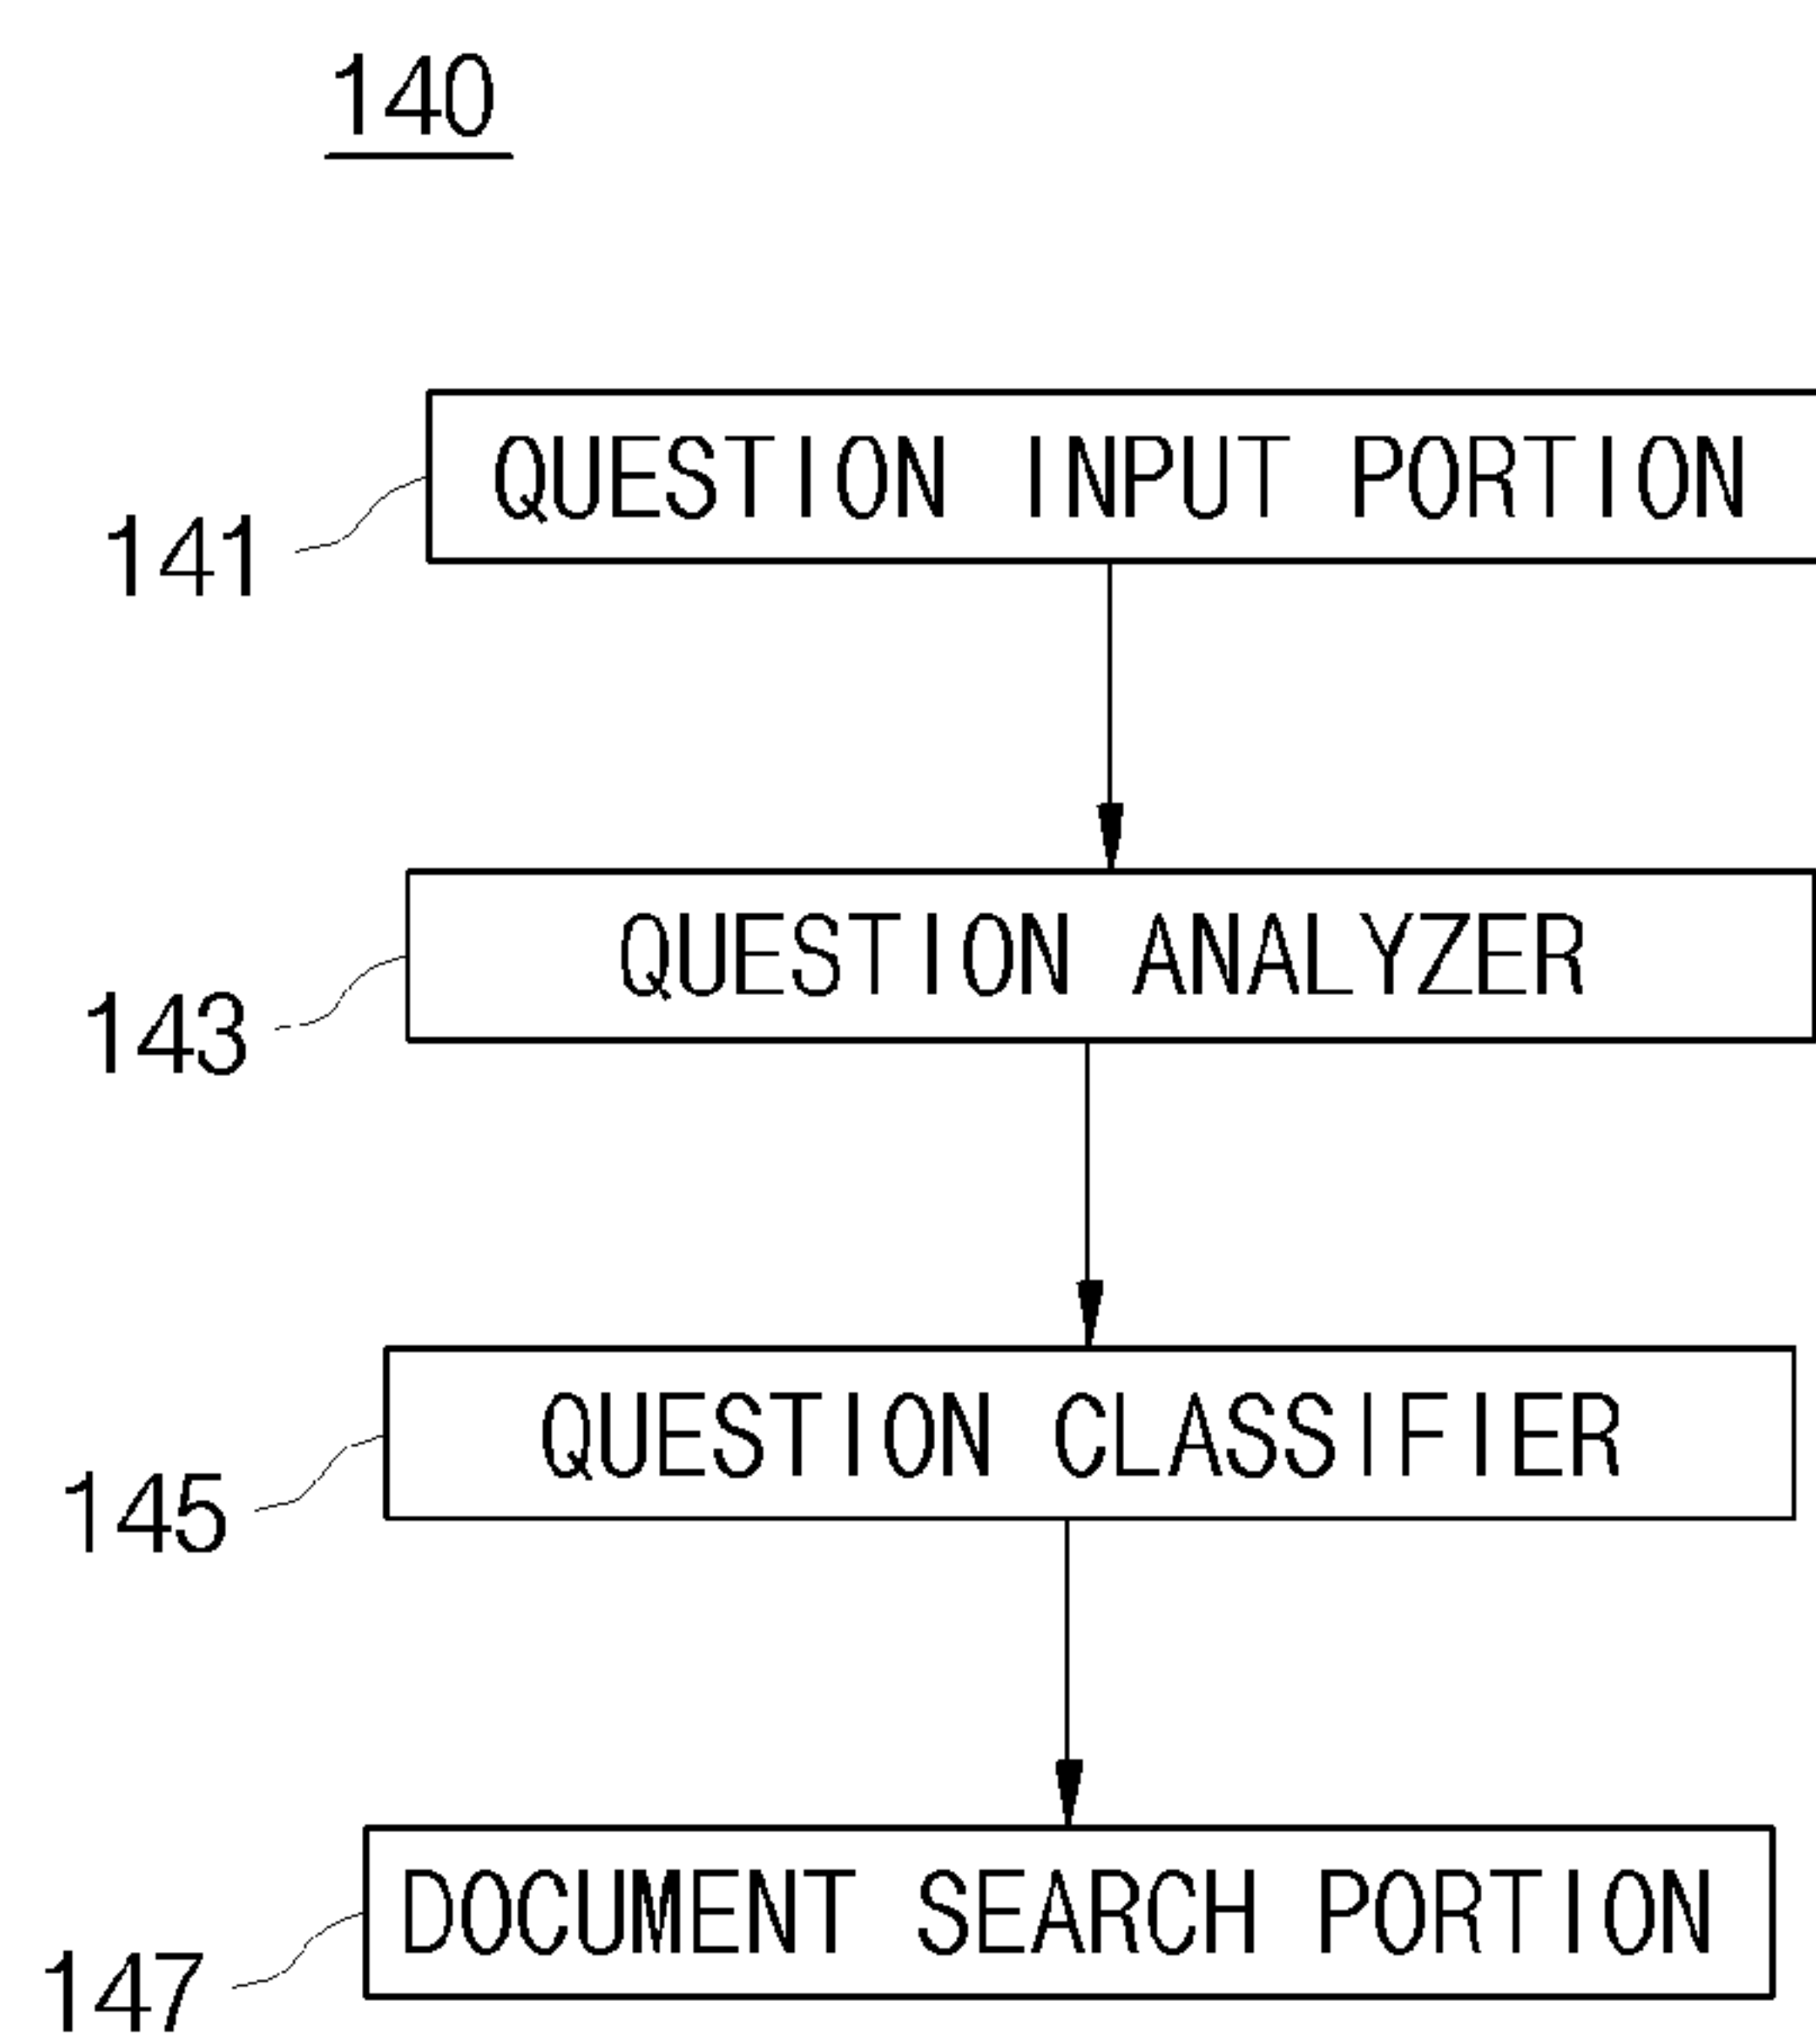 140
QUESTION INPUT PORTION
141
QUESTION ANALYZER
143
QUESTION CLASSIFIER
145
DOCUMENT SEARCH PORTION
147